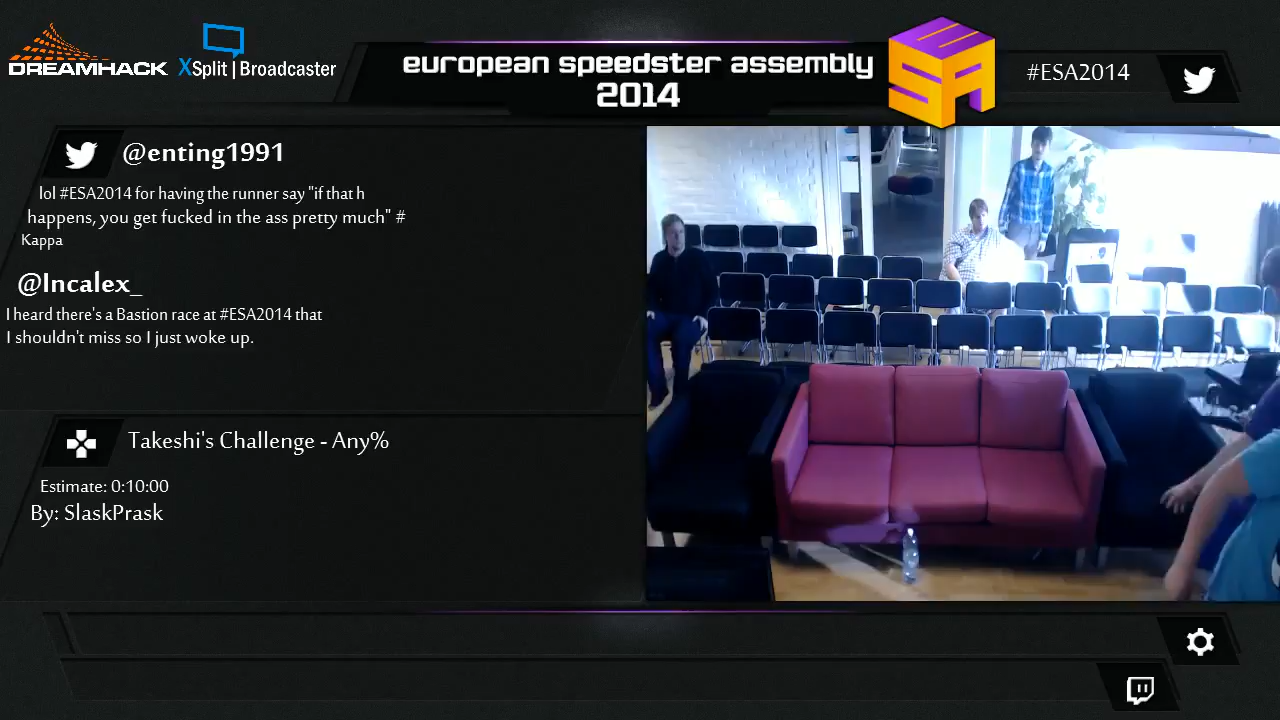 DREAMHACK
XSplit | Broadcaster
european speedster assembly
2014
#ESA2014
@enting1991
lol #ESA2014 for having the runner say "if that h
happens, you get fucked in the ass pretty much" #
Kappa
@Incalex_
I heard there's a Bastion race at #ESA2014 that
I shouldn't miss so I just woke up.
Takeshi's Challenge - Any%
Estimate: 0:10:00
By: SlaskPrask